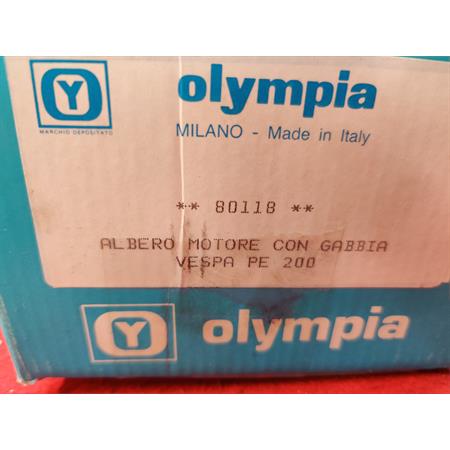 Y olympia
MARCHIO DEPOSITATO
MILANO - Made in Italy
** 80118 **
ALBERO MOTORE CON GABBIA
VESPA PE 200
Y olympia